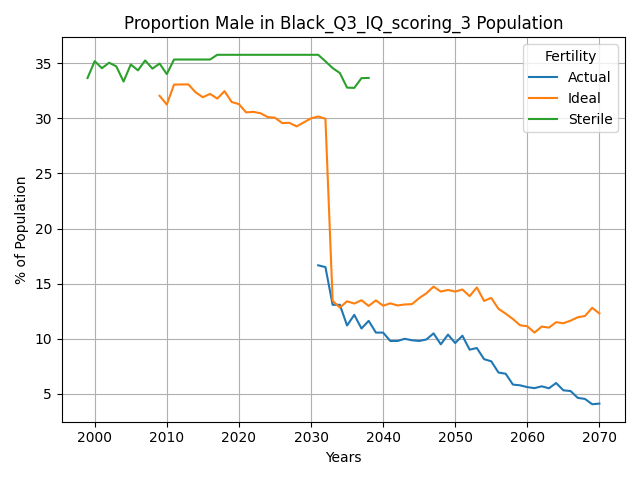 Proportion Male in Black_Q3_IQ_scoring_3 Population
% of Population
35
30
25
20
15
10
5
Fertility
Actual
Ideal
Sterile
2000 2010 2020 2030 2040 2050 2060 2070
Years